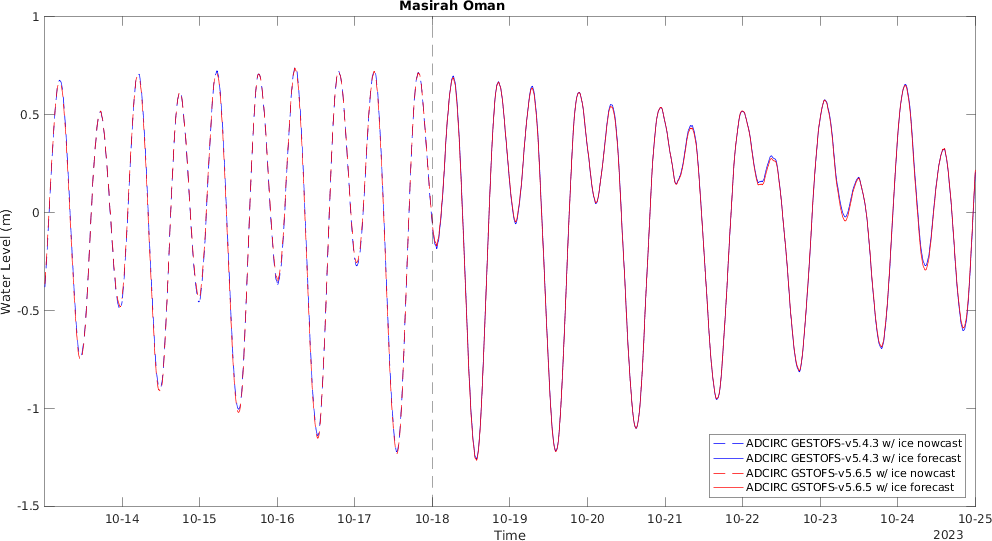 Masirah Oman
1
0.5
0
-0.5
-1
-1.5
Water Level (m)
10-14 10-15 10-16 10-17 10-18 10-19 10-20 10-21 10-22 10-23 10-24 10-25
Time
2023
ADCIRC GESTOFS-v5.4.3 w/ ice nowcast
ADCIRC GESTOFS-v5.4.3 w/ ice forecast
ADCIRC GSTOFS-v5.6.5 w/ ice nowcast
ADCIRC GSTOFS-v5.6.5 w/ ice forecast